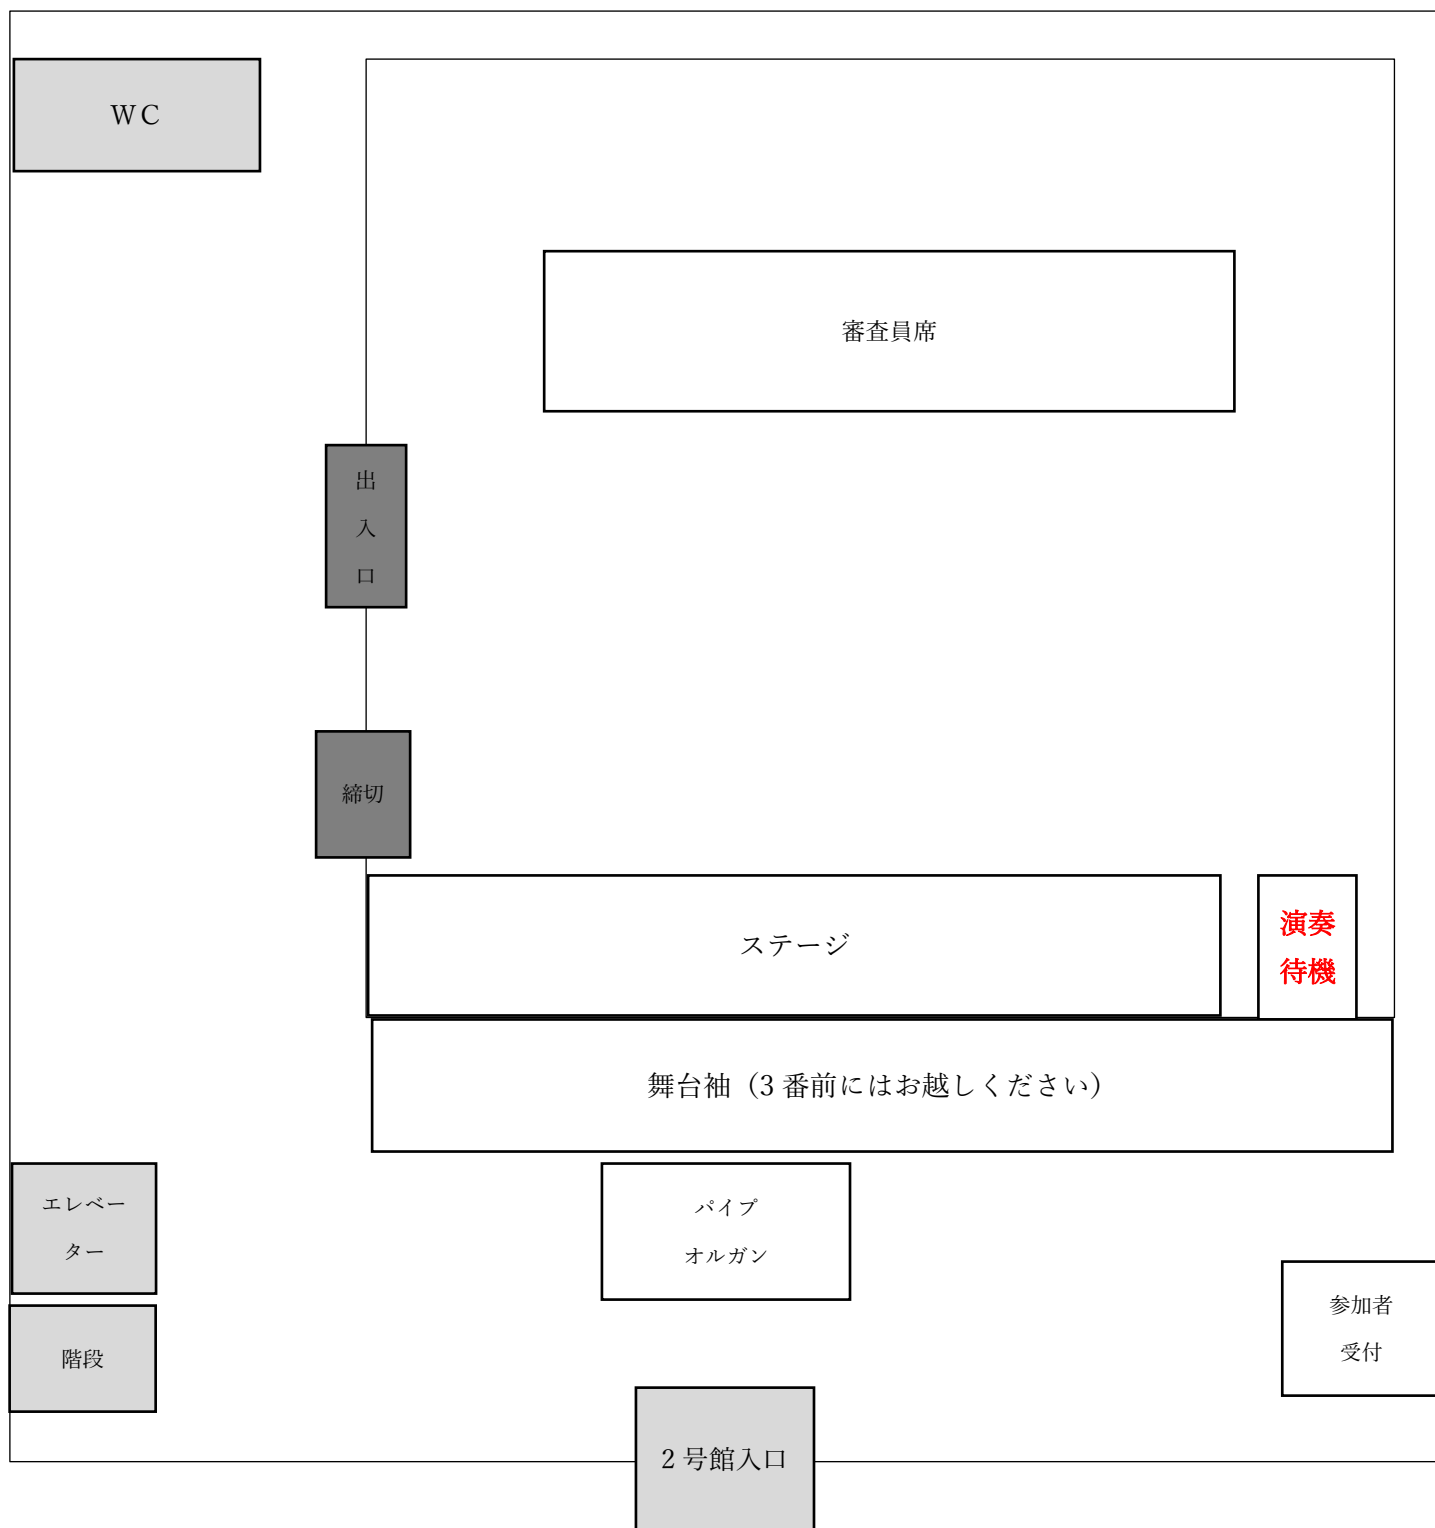 ＷＣ
審査員席
出
入
口
締切
ステージ
演奏
待機
舞台袖（3 番前にはお越しください）
エレベー
ター
パイプ
オルガン
参加者
受付
階段
2 号館入口